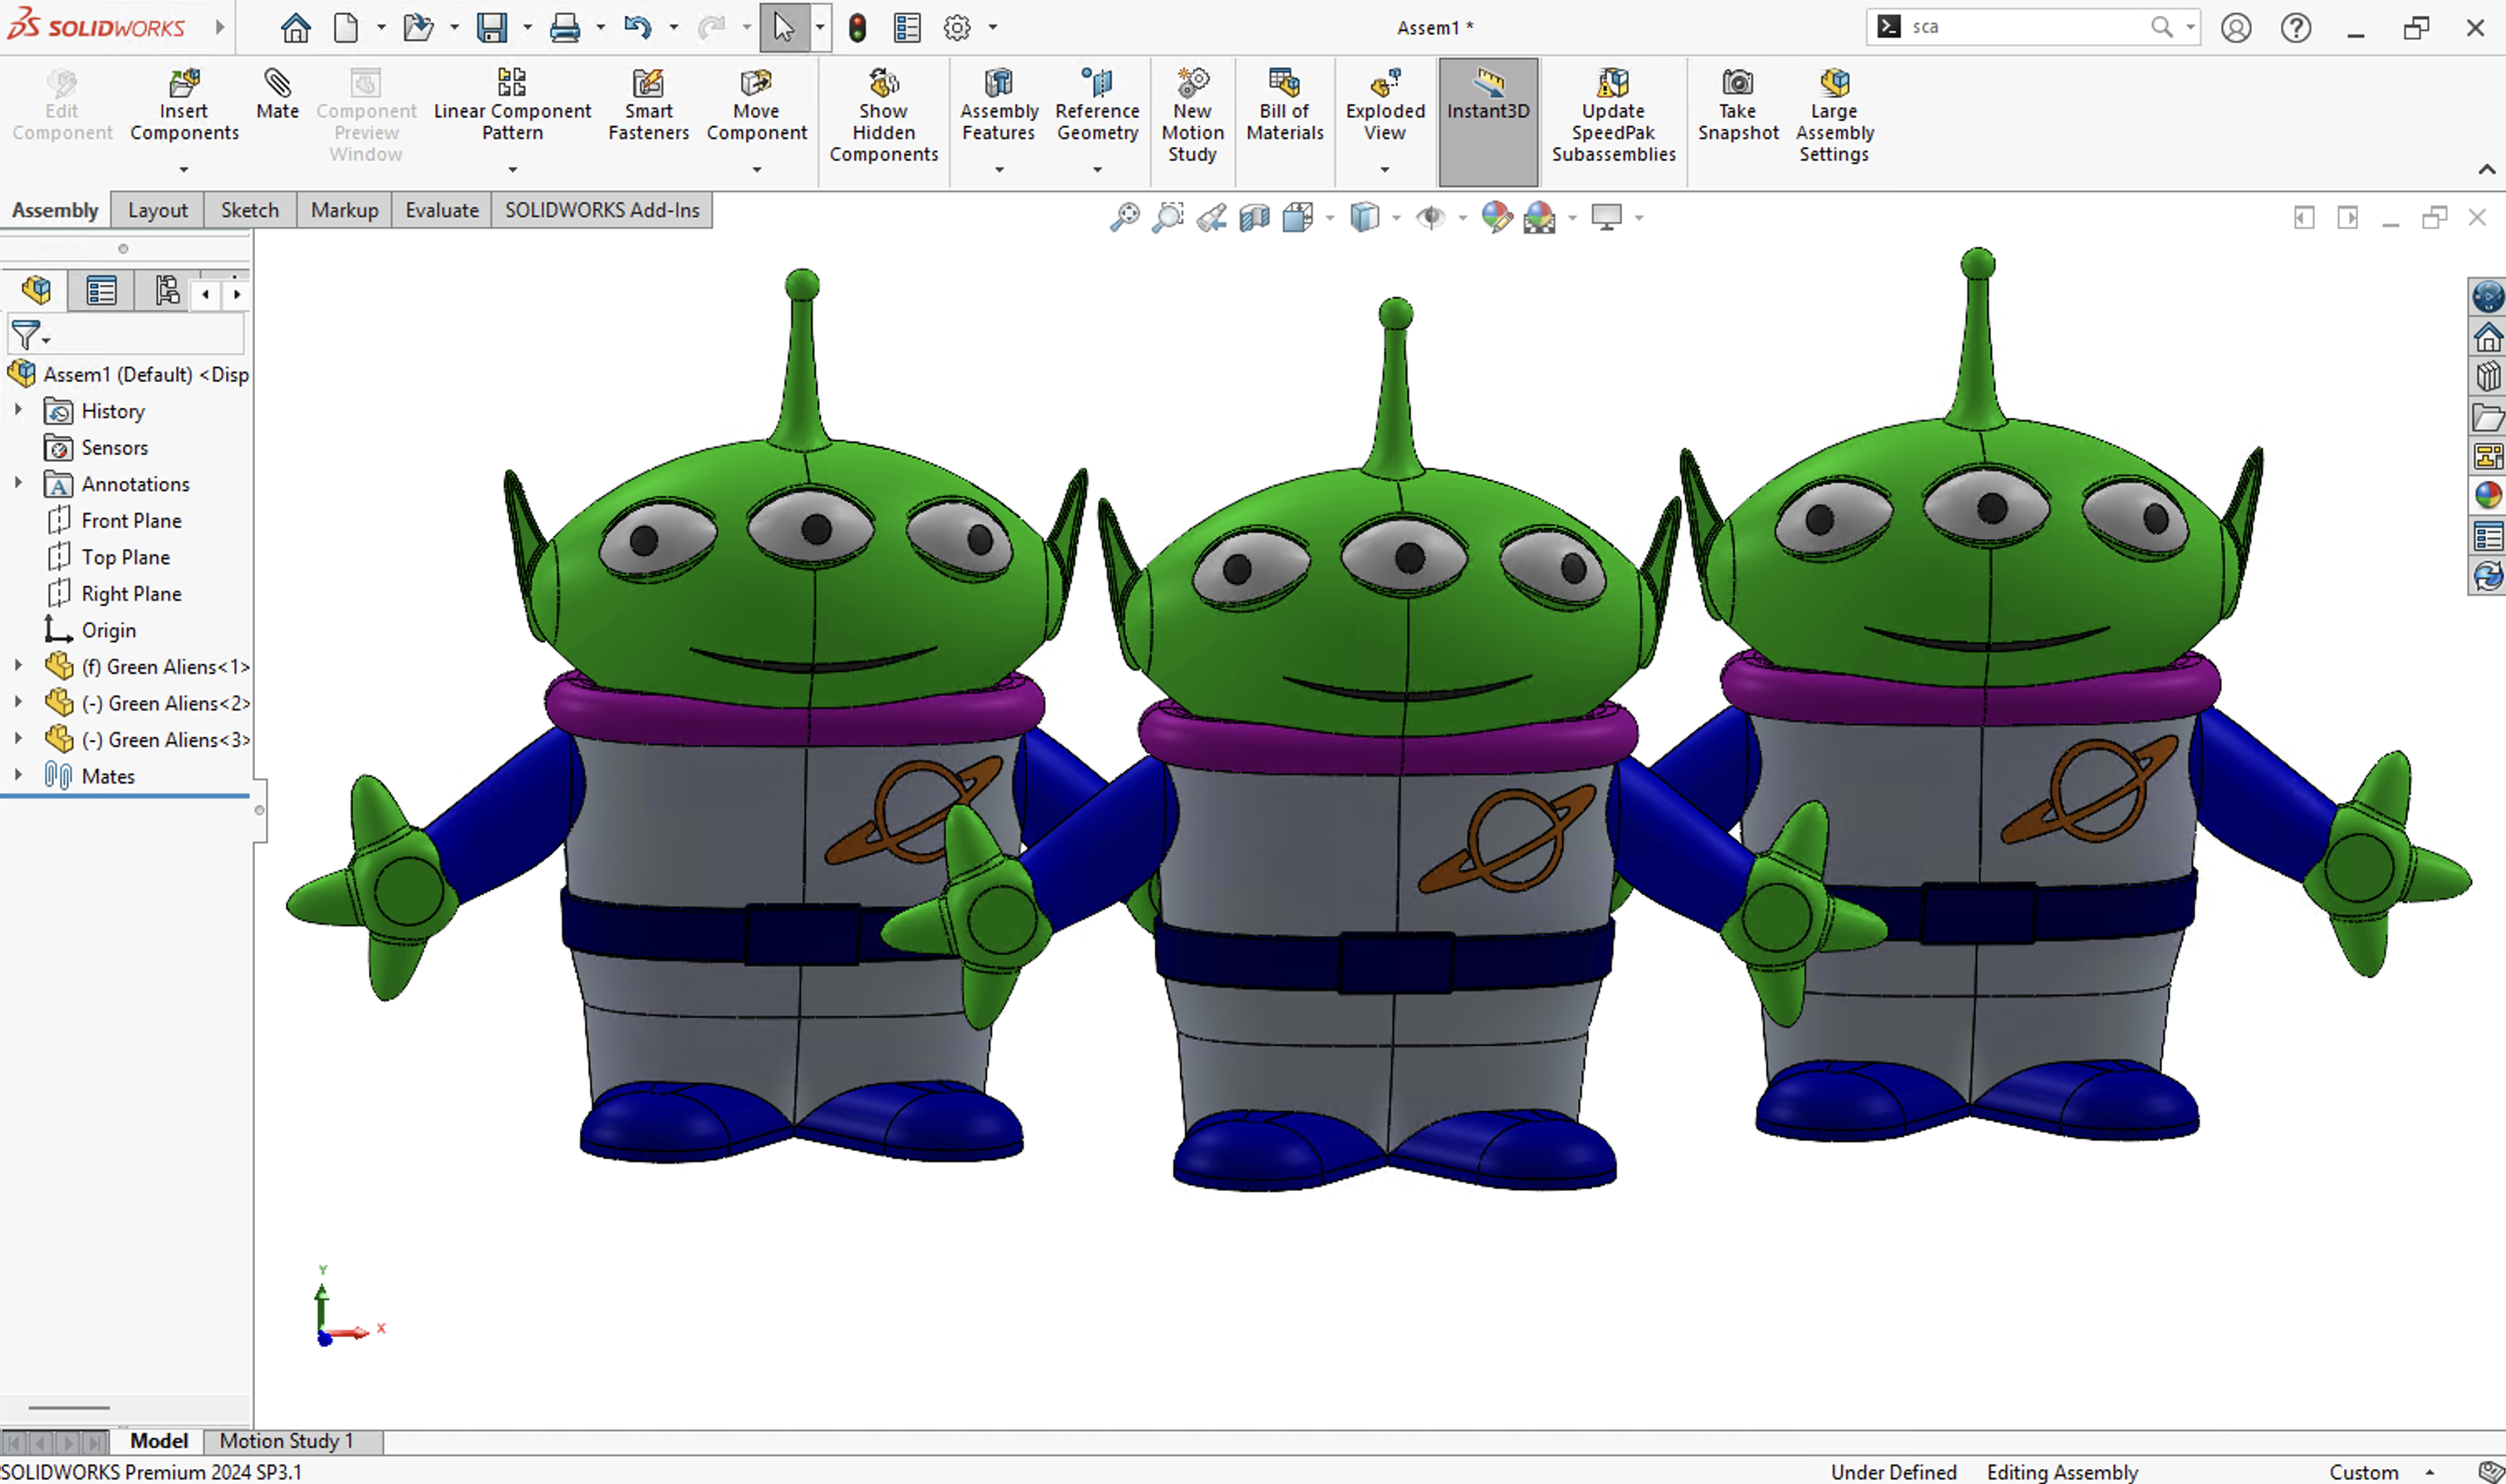 SOLIDWORKS
Assem1 *
sca
Edit Component
Insert Components
Mate
Component Preview Window
Linear Component Pattern
Smart Fasteners
Move Component
Show Hidden Components
Assembly Features
Reference Geometry
New Motion Study
Bill of Materials
Exploded View
Instant3D
Update SpeedPak Subassemblies
Take Snapshot
Large Assembly Settings
Assembly
Layout
Sketch
Markup
Evaluate
SOLIDWORKS Add-Ins
Assem1 (Default) <Disp
History
Sensors
Annotations
Front Plane
Top Plane
Right Plane
Origin
(f) Green Aliens<1>
(-) Green Aliens<2>
(-) Green Aliens<3>
Mates
Y
X
Model
Motion Study 1
SOLIDWORKS Premium 2024 SP3.1
Under Defined
Editing Assembly
Custom